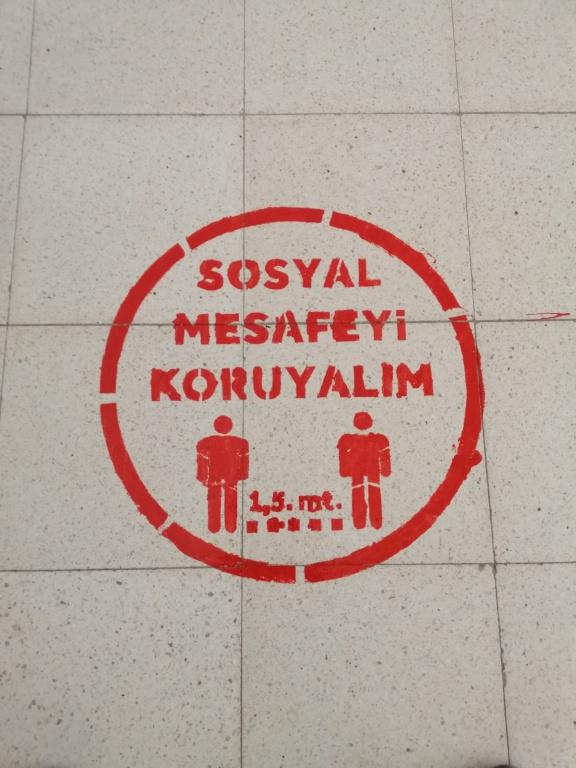 SOSYAL
MESAFEYİ
KORUYALIM
1,5. mt.